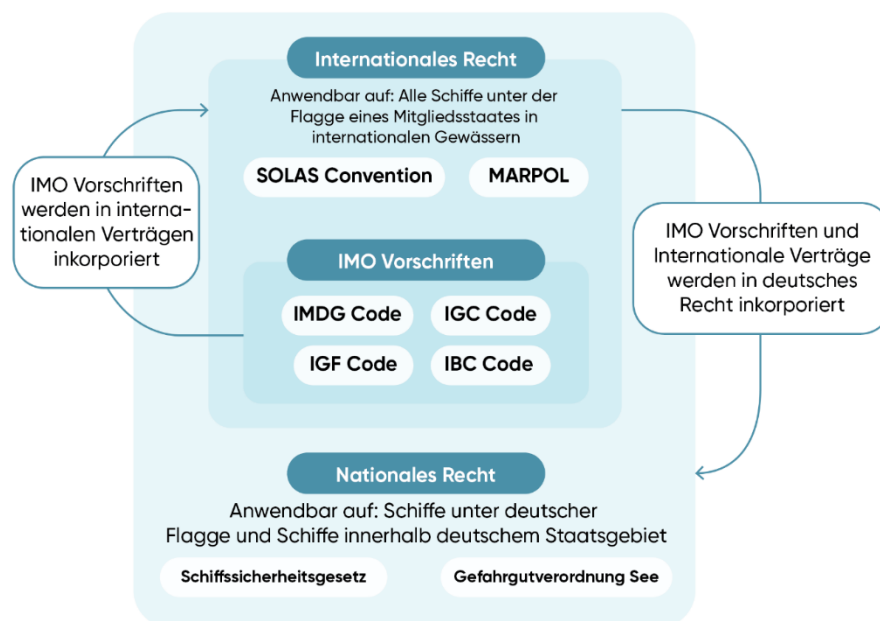 Internationales Recht
Anwendbar auf: Alle Schiffe unter der
Flagge eines Mitgliedsstaates in
internationalen Gewässern
SOLAS Convention
MARPOL
IMO Vorschriften
werden in interna-
tionalen Verträgen
inkorporiert
IMO Vorschriften und
Internationale Verträge
werden in deutsches
Recht inkorporiert
IMO Vorschriften
IMDG Code
IGC Code
IGF Code
IBC Code
Nationales Recht
Anwendbar auf: Schiffe unter deutscher
Flagge und Schiffe innerhalb deutschem Staatsgebiet
Schiffssicherheitsgesetz
Gefahrgutverordnung See